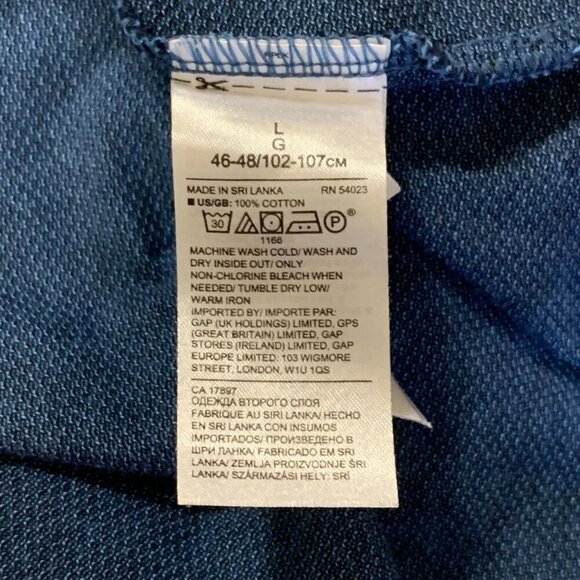 L
G
46-48/102-107CM
MADE IN SRI LANKA RN 54023
■ US/GB: 100% COTTON
30 P ®
1166
MACHINE WASH COLD/ WASH AND
DRY INSIDE OUT/ ONLY
NON-CHLORINE BLEACH WHEN
NEEDED/ TUMBLE DRY LOW/
WARM IRON
IMPORTED BY/ IMPORTE PAR:
GAP (UK HOLDINGS) LIMITED, GPS
(GREAT BRITAIN) LIMITED, GAP
STORES (IRELAND) LIMITED, GAP
EUROPE LIMITED: 103 WIGMORE
STREET, LONDON, W1U 1QS
CA 17897
ОДЕЖДА ВТОРОГО СЛОЯ
FABRIQUE AU SRI LANKA/ HECHO
EN SRI LANKA CON INSUMOS
IMPORTADOS/ ПРОИЗВЕДЕНО В
ШРИ ЛАНКА/ FABRICADO EM SRI
LANKA/ ZEMLJA PROIZVODNJE ŠRI
LANKA/ SZÁRMAZÁSI HELY: SRÍ